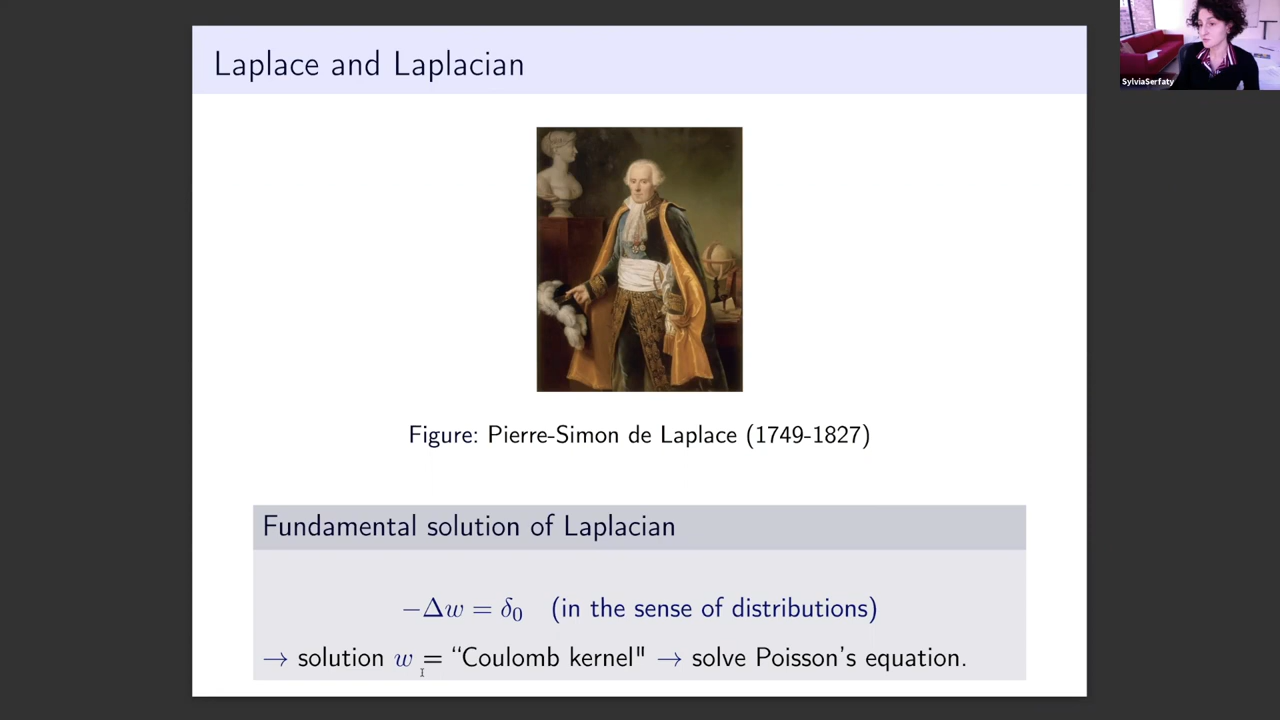 Laplace and Laplacian
SylviaSerfaty
Figure: Pierre-Simon de Laplace (1749-1827)
Fundamental solution of Laplacian
−Δw = δ₀ (in the sense of distributions)
→ solution w = “Coulomb kernel" → solve Poisson's equation.